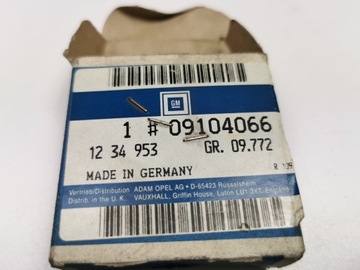 GM
1 # 09104066
12 34 953 GR. 09.772
MADE IN GERMANY
Vertrieb/Distribution ADAM OPEL AG • D-65423 Rüsselsheim
Distrib. in the U. K. VAUXHALL, Griffin House, Luton LU1 3YT, England